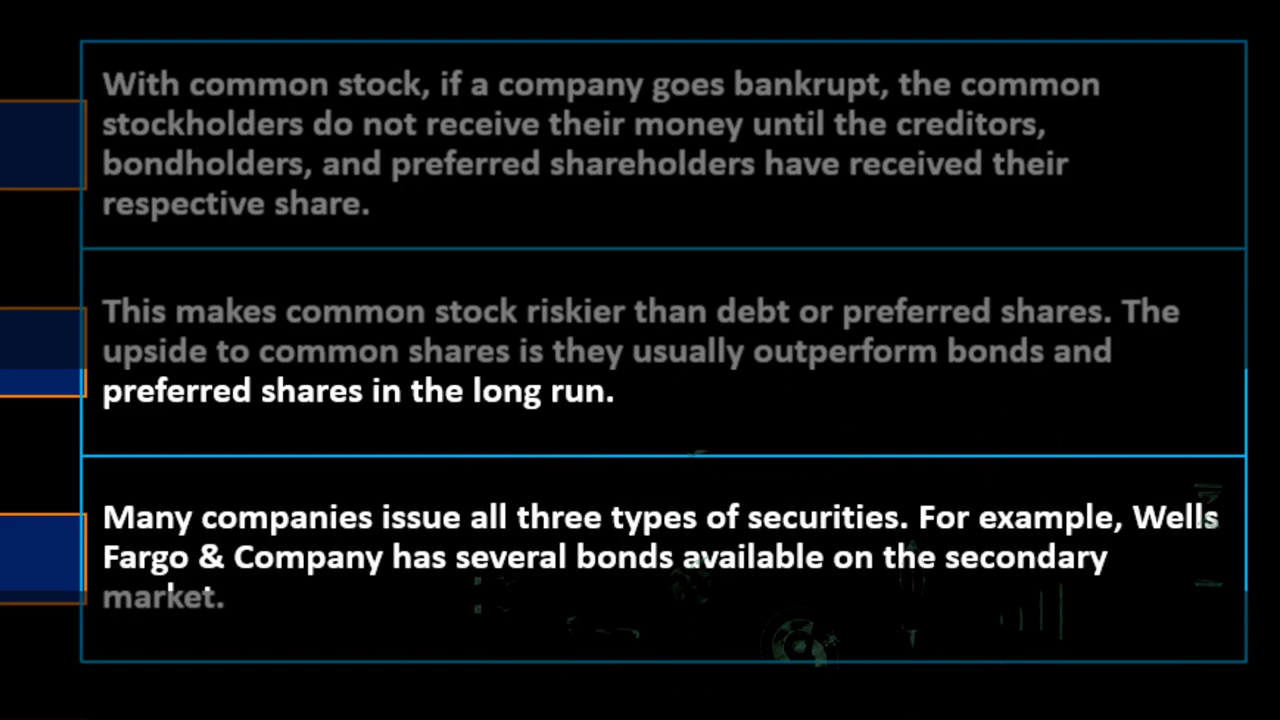 With common stock, if a company goes bankrupt, the common
stockholders do not receive their money until the creditors,
bondholders, and preferred shareholders have received their
respective share.
This makes common stock riskier than debt or preferred shares. The
upside to common shares is they usually outperform bonds and
preferred shares in the long run.
Many companies issue all three types of securities. For example, Wells
Fargo & Company has several bonds available on the secondary
market.